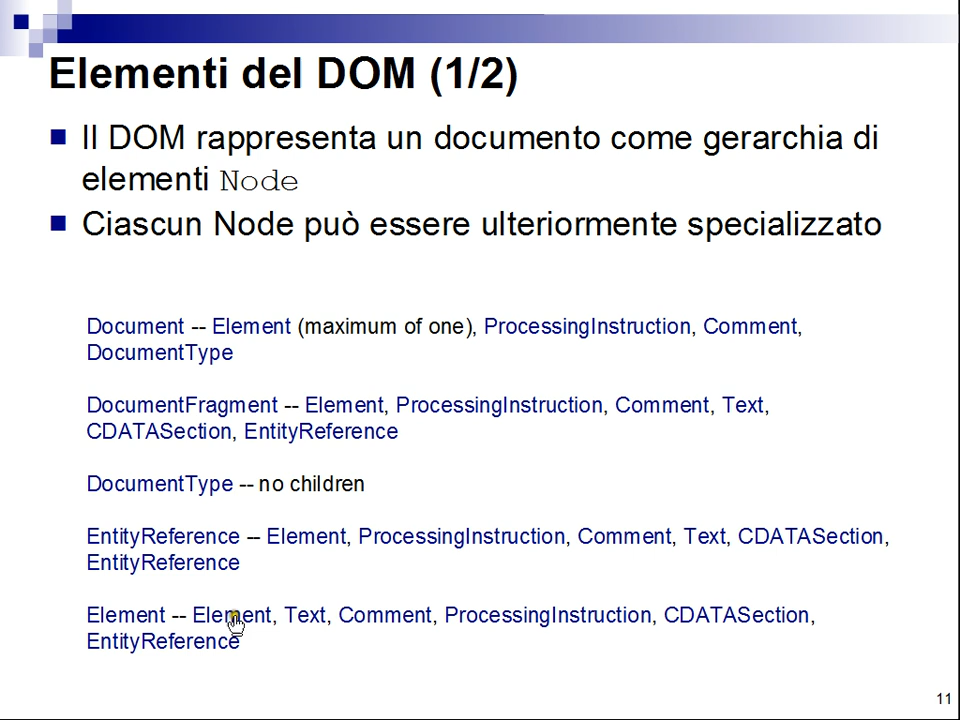 Elementi del DOM (1/2)
Il DOM rappresenta un documento come gerarchia di
elementi Node
Ciascun Node può essere ulteriormente specializzato
Document -- Element (maximum of one), ProcessingInstruction, Comment,
DocumentType
DocumentFragment -- Element, ProcessingInstruction, Comment, Text,
CDATASection, EntityReference
DocumentType -- no children
EntityReference -- Element, ProcessingInstruction, Comment, Text, CDATASection,
EntityReference
Element -- Element, Text, Comment, ProcessingInstruction, CDATASection,
EntityReference
11